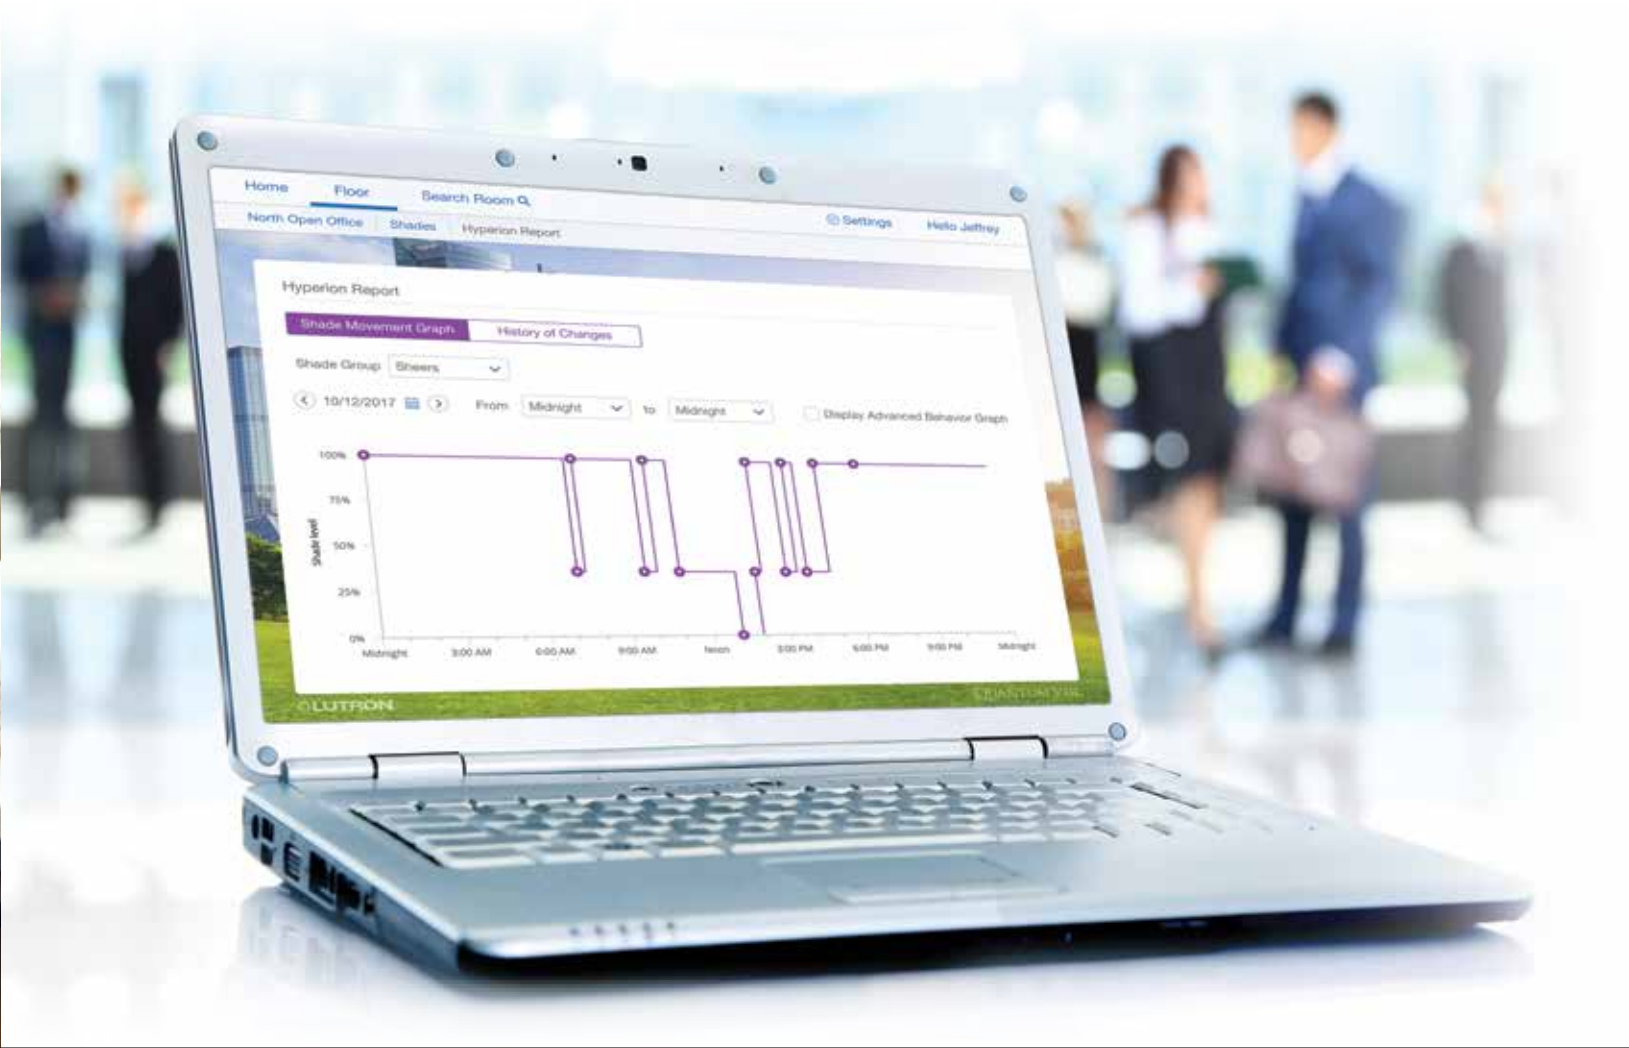 Home Floor Search Room
Settings Hello Jeffrey
North Open Office Shades Hyperion Report
Hyperion Report
Shade Movement Graph History of Changes
Shade Group Sheers
10/12/2017 From Midnight to Midnight Display Advanced Behavior Graph
100%
75%
50%
25%
0%
Shade level
Midnight 3:00 AM 6:00 AM 9:00 AM Noon 3:00 PM 6:00 PM 9:00 PM Midnight
LUTRON QUANTUM VUE